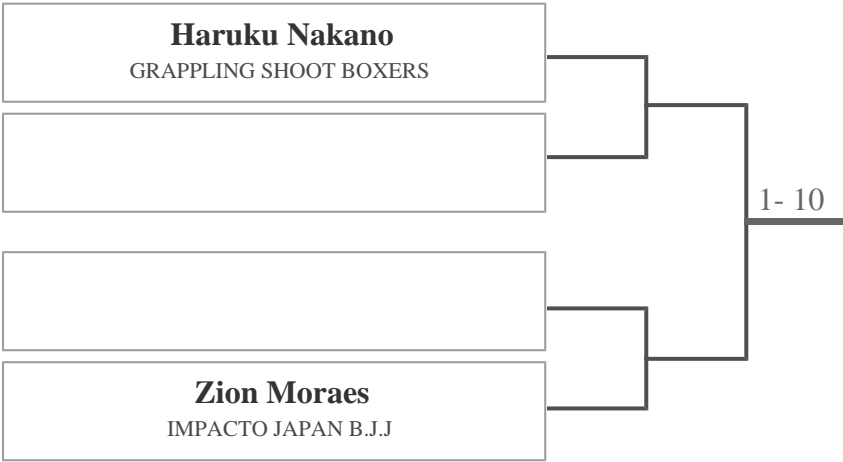 Haruku Nakano
GRAPPLING SHOOT BOXERS
1- 10
Zion Moraes
IMPACTO JAPAN B.J.J